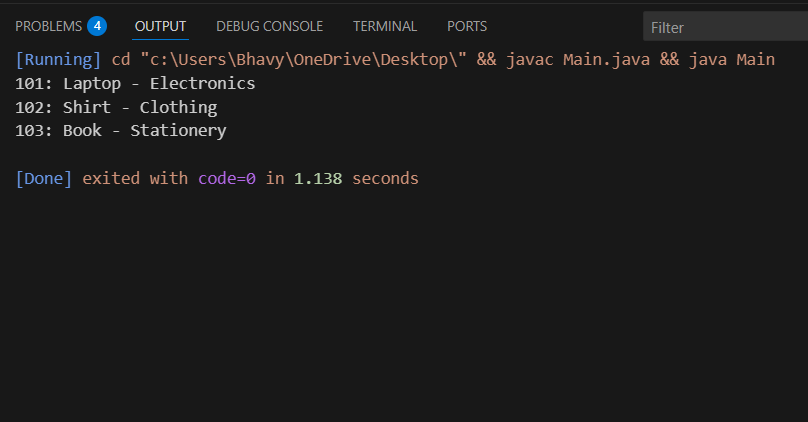 PROBLEMS 4 OUTPUT DEBUG CONSOLE TERMINAL PORTS Filter
[Running] cd "c:\Users\Bhavy\OneDrive\Desktop\" && javac Main.java && java Main
101: Laptop - Electronics
102: Shirt - Clothing
103: Book - Stationery
[Done] exited with code=0 in 1.138 seconds